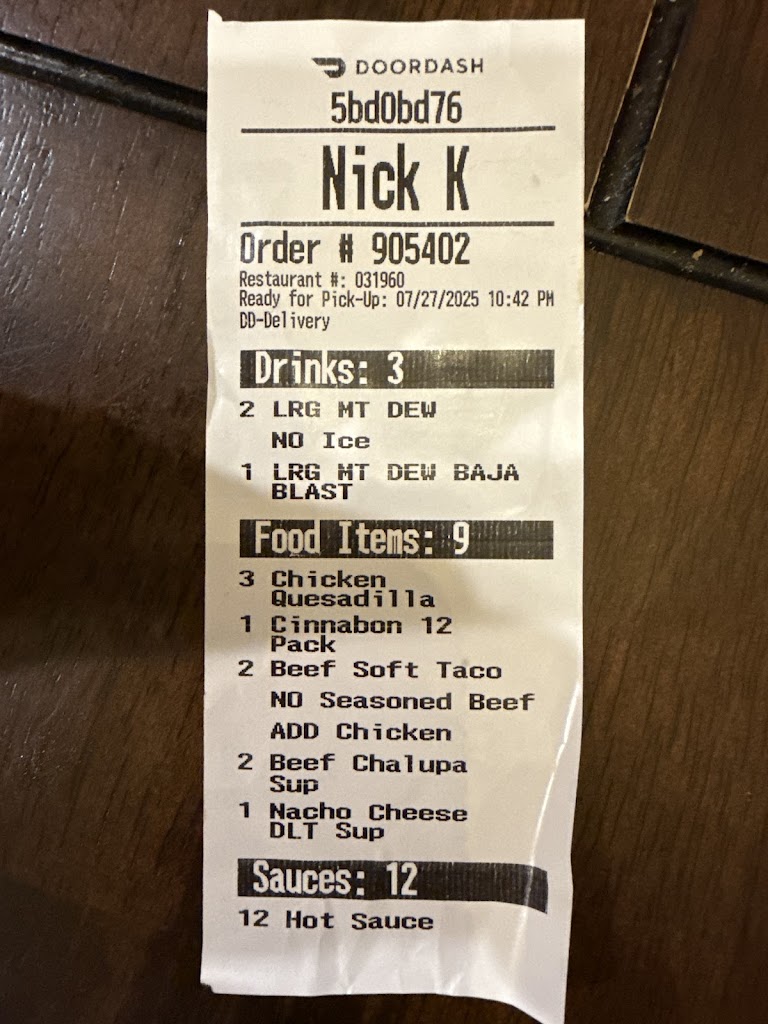 DOORDASH
5bd0bd76
Nick K
Order # 905402
Restaurant #: 031960
Ready for Pick-Up: 07/27/2025 10:42 PM
DD-Delivery
Drinks: 3
2 LRG MT DEW
NO Ice
1 LRG MT DEW BAJA
BLAST
Food Items: 9
3 Chicken
Quesadilla
1 Cinnabon 12
Pack
2 Beef Soft Taco
NO Seasoned Beef
ADD Chicken
2 Beef Chalupa
Sup
1 Nacho Cheese
DLT Sup
Sauces: 12
12 Hot Sauce